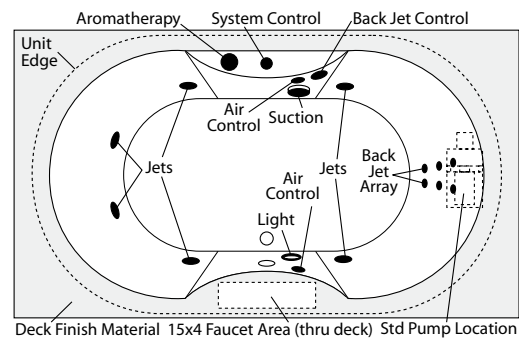 Aromatherapy System Control Back Jet Control
Unit
Edge
Air
Control
Suction
Jets
Jets
Back
Jet
Array
Air
Control
Light
Deck Finish Material 15x4 Faucet Area (thru deck) Std Pump Location